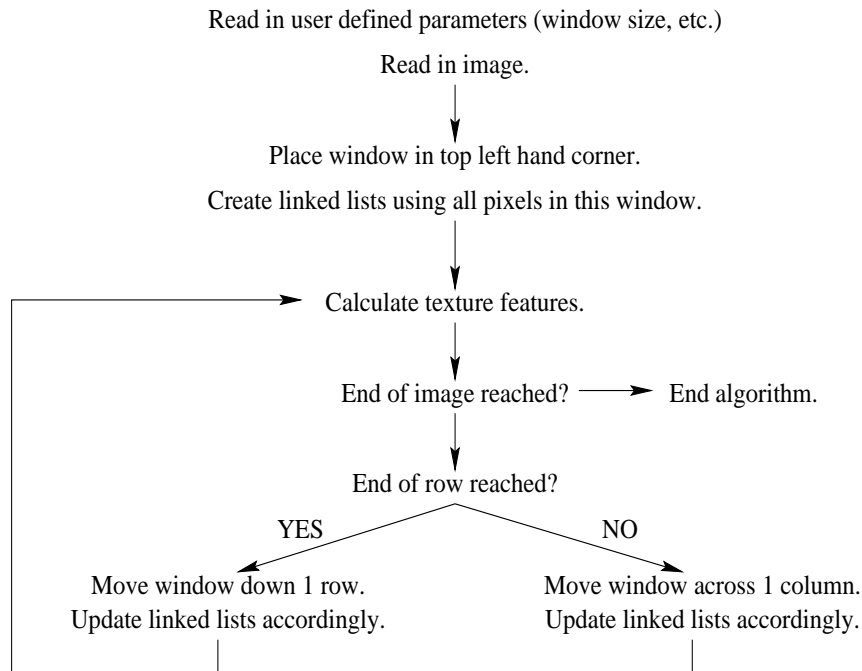 Read in user defined parameters (window size, etc.)
Read in image.
Place window in top left hand corner.
Create linked lists using all pixels in this window.
Calculate texture features.
End of image reached?
End algorithm.
End of row reached?
YES
NO
Move window down 1 row.
Update linked lists accordingly.
Move window across 1 column.
Update linked lists accordingly.